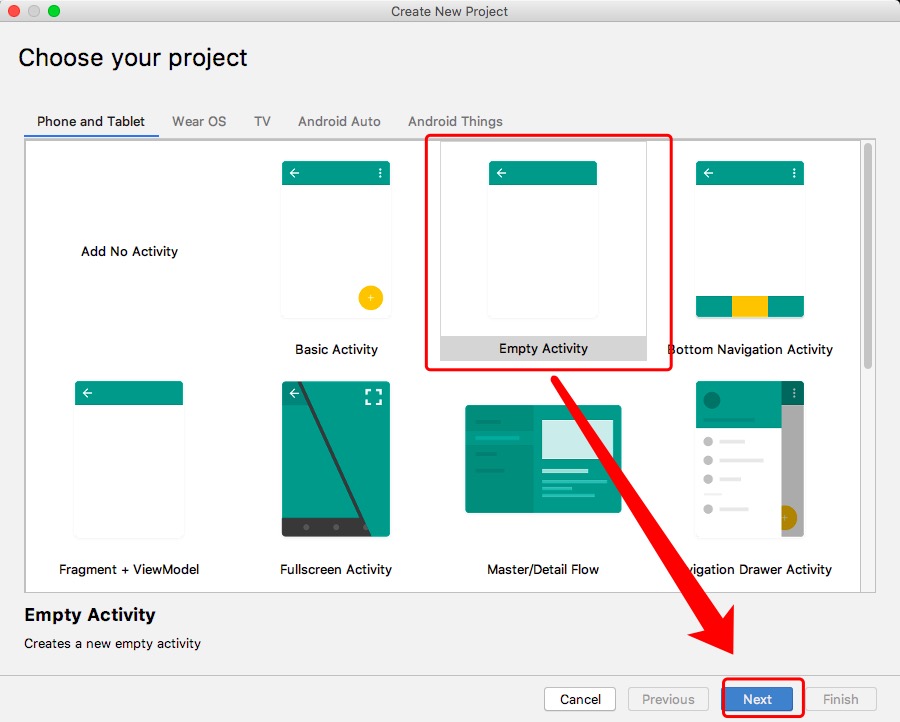 Create New Project
Choose your project
Phone and Tablet Wear OS TV Android Auto Android Things
Add No Activity
Basic Activity
Empty Activity
Bottom Navigation Activity
Fragment + ViewModel
Fullscreen Activity
Master/Detail Flow
vigation Drawer Activity
Empty Activity
Creates a new empty activity
Cancel Previous Next Finish